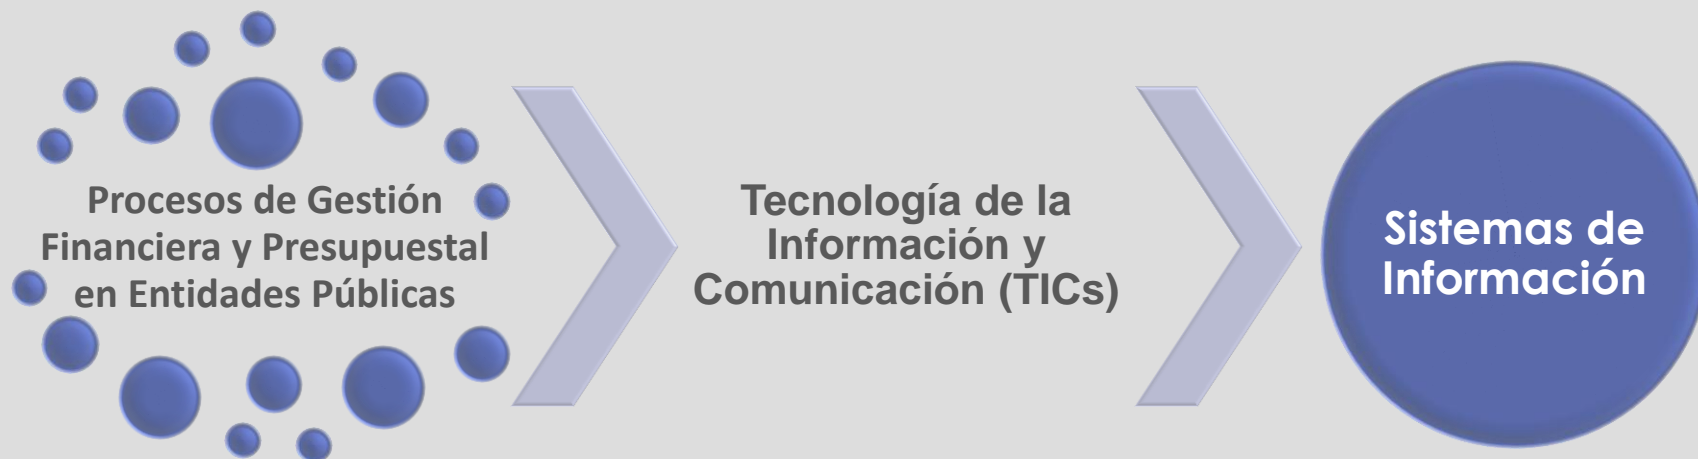 Procesos de Gestión
Financiera y Presupuestal
en Entidades Públicas
Tecnología de la
Información y
Comunicación (TICs)
Sistemas de
Información